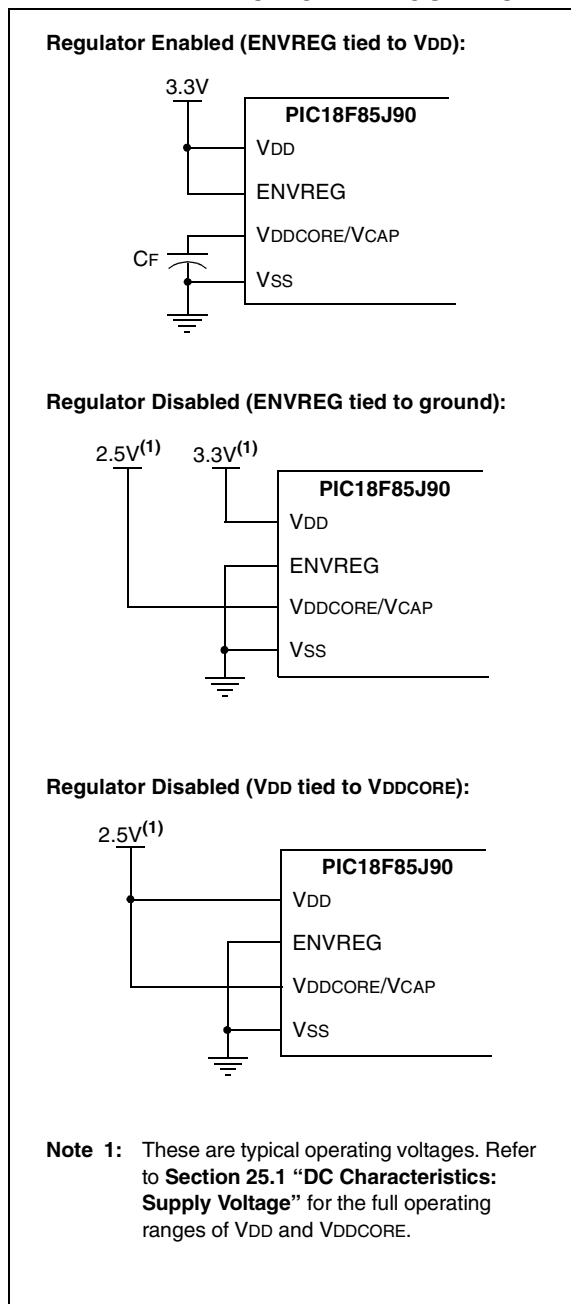 Regulator Enabled (ENVREG tied to VDD):
3.3V
PIC18F85J90
VDD
ENVREG
VDDCORE/VCAP
CF
VSS
Regulator Disabled (ENVREG tied to ground):
2.5V(1) 3.3V(1)
PIC18F85J90
VDD
ENVREG
VDDCORE/VCAP
VSS
Regulator Disabled (VDD tied to VDDCORE):
2.5V(1)
PIC18F85J90
VDD
ENVREG
VDDCORE/VCAP
VSS
Note 1: These are typical operating voltages. Refer
to Section 25.1 “DC Characteristics:
Supply Voltage” for the full operating
ranges of VDD and VDDCORE.